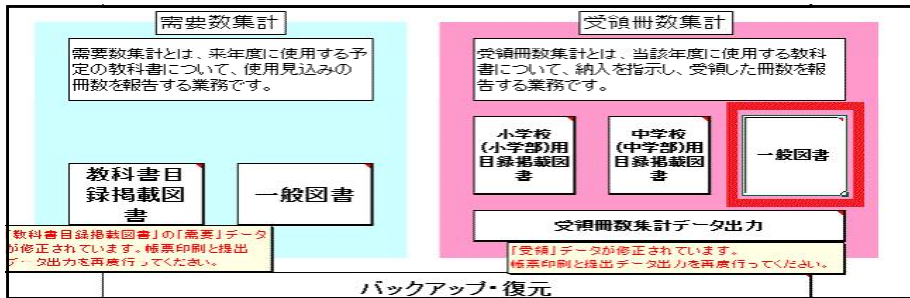 需要数集計
需要数集計とは、来年度に使用する予
定の教科書について、使用見込みの
冊数を報告する業務です。
教科書目
録掲載図
書
一般図書
「教科書目録掲載図書」の「需要」データ
が修正されています。帳票印刷と提出
データ出力を再度行ってください。
受領冊数集計
受領冊数集計とは、当該年度に使用する教科
書について、納入を指示し、受領した冊数を報
告する業務です。
小学校
(小学部)用
目録掲載図
書
中学校
(中学部)用
目録掲載図
書
一般図書
受領冊数集計データ出力
「受領」データが修正されています。
帳票印刷と提出データ出力を再度行ってください。
バックアップ・復元